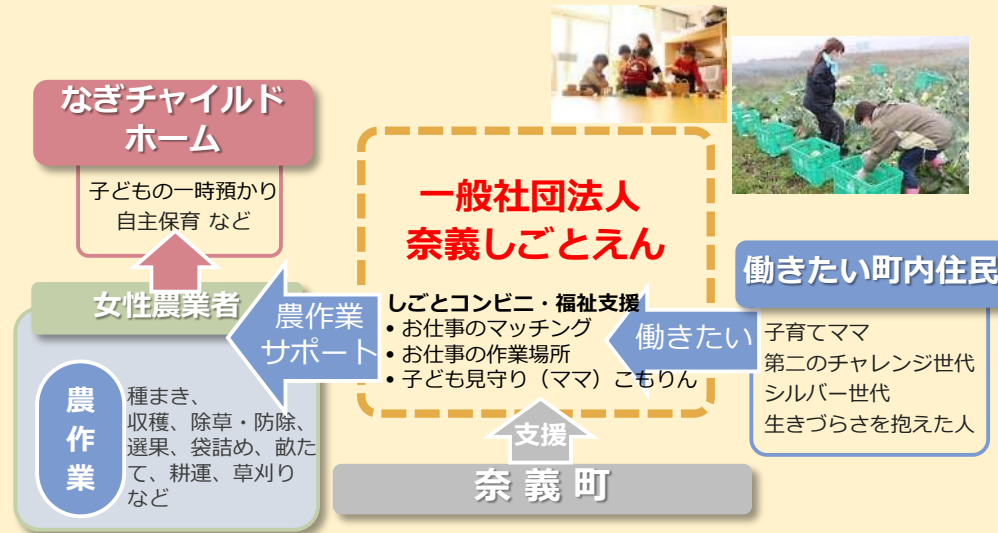 なぎチャイルド
ホーム
子どもの一時預かり
自主保育 など
女性農業者
農
作
業
種まき、
収穫、除草・防除、
選果、袋詰め、畝た
て、耕運、草刈り
など
農作業
サポート
一般社団法人
奈義しごとえん
しごとコンビニ・福祉支援
• お仕事のマッチング
• お仕事の作業場所
• 子ども見守り（ママ）こもりん
働きたい
働きたい町内住民
子育てママ
第二のチャレンジ世代
シルバー世代
生きづらさを抱えた人
支援
奈 義 町